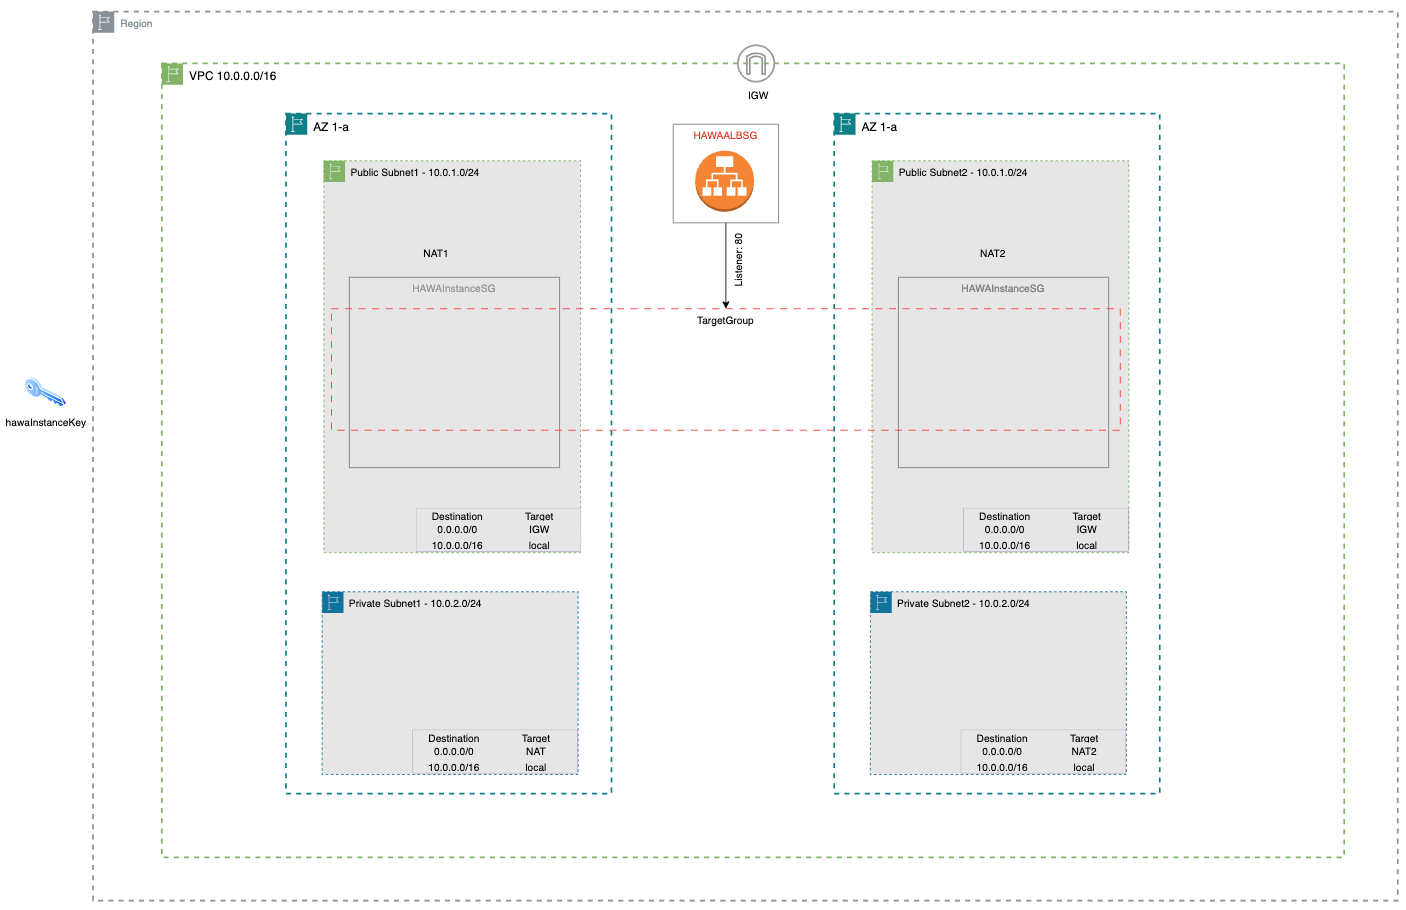 Region
VPC 10.0.0.0/16
IGW
AZ 1-a
HAWAALBSG
AZ 1-a
Public Subnet1 - 10.0.1.0/24
Public Subnet2 - 10.0.1.0/24
Listener: 80
NAT1
NAT2
HAWAInstanceSG
HAWAInstanceSG
TargetGroup
hawaInstanceKey
Destination Target
0.0.0.0/0 IGW
10.0.0.0/16 local
Destination Target
0.0.0.0/0 IGW
10.0.0.0/16 local
Private Subnet1 - 10.0.2.0/24
Private Subnet2 - 10.0.2.0/24
Destination Target
0.0.0.0/0 NAT
10.0.0.0/16 local
Destination Target
0.0.0.0/0 NAT2
10.0.0.0/16 local